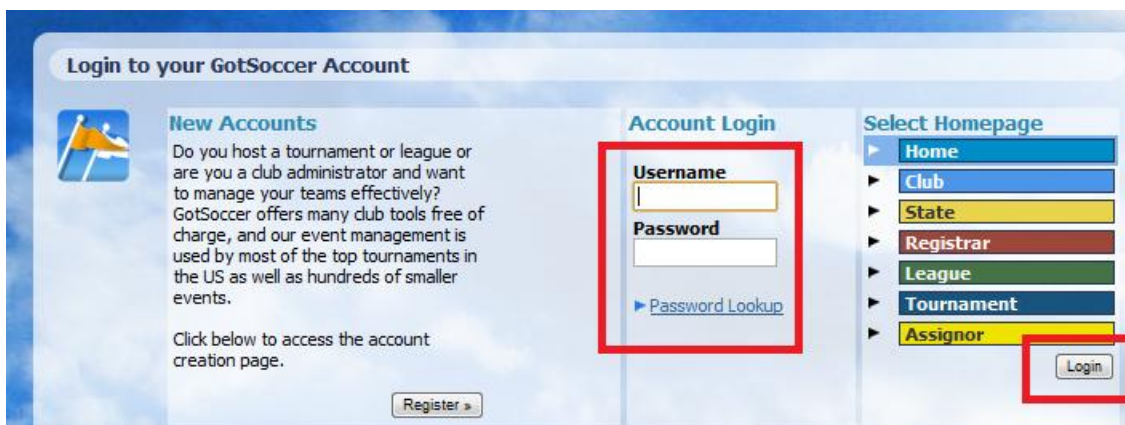 Login to your GotSoccer Account
New Accounts
Do you host a tournament or league or
are you a club administrator and want
to manage your teams effectively?
GotSoccer offers many club tools free of
charge, and our event management is
used by most of the top tournaments in
the US as well as hundreds of smaller
events.
Click below to access the account
creation page.
Register »
Account Login
Username
Password
Password Lookup
Select Homepage
Home
Club
State
Registrar
League
Tournament
Assignor
Login